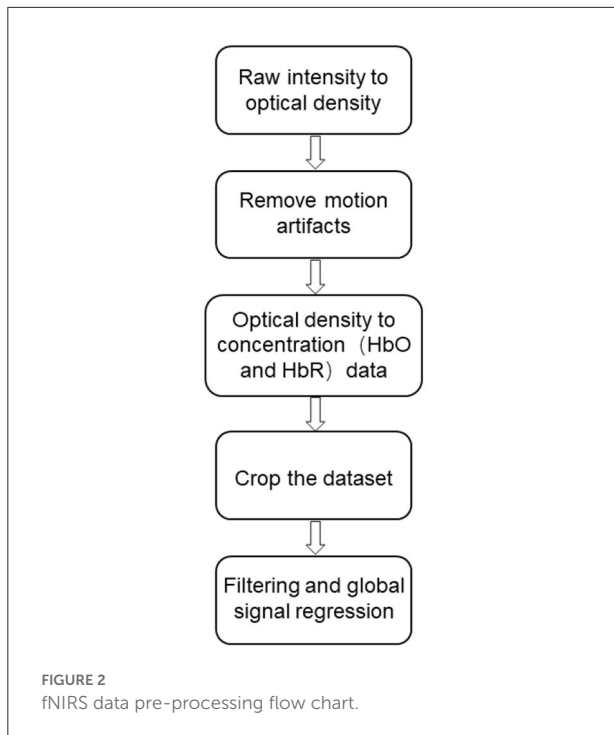 Raw intensity to
optical density
Remove motion
artifacts
Optical density to
concentration（HbO
and HbR）data
Crop the dataset
Filtering and global
signal regression
FIGURE 2
fNIRS data pre-processing flow chart.